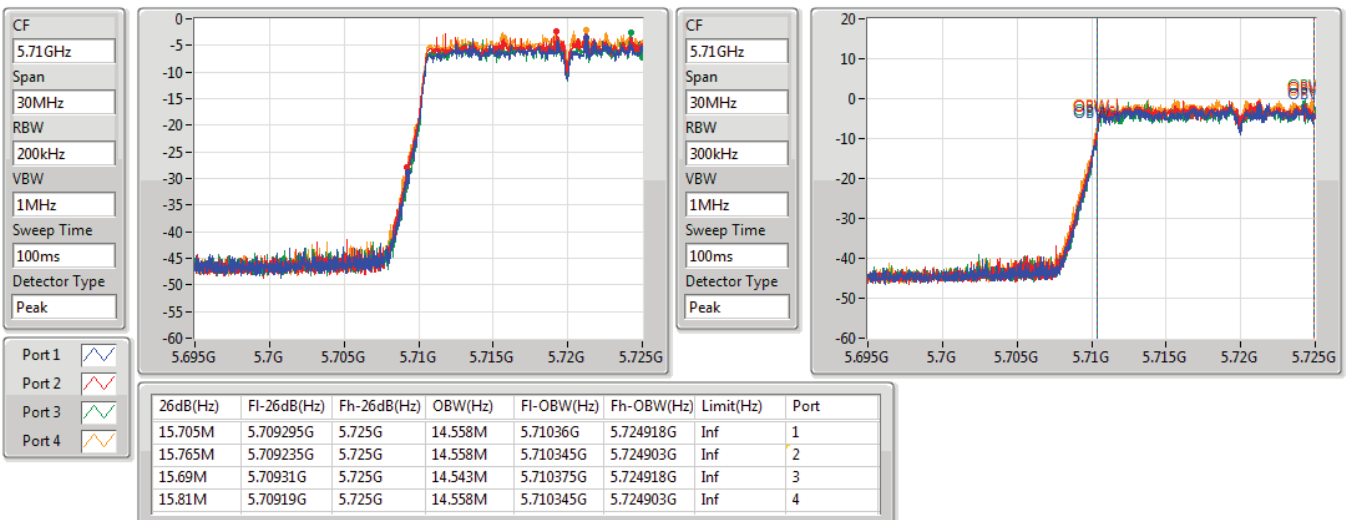 CF
5.71GHz
Span
30MHz
RBW
200kHz
VBW
1MHz
Sweep Time
100ms
Detector Type
Peak
0
-5
-10
-15
-20
-25
-30
-35
-40
-45
-50
-55
-60
5.695G 5.7G 5.705G 5.71G 5.715G 5.72G 5.725G
CF
5.71GHz
Span
30MHz
RBW
300kHz
VBW
1MHz
Sweep Time
100ms
Detector Type
Peak
20
10
0
-10
-20
-30
-40
-50
-60
5.695G 5.7G 5.705G 5.71G 5.715G 5.72G 5.725G
Port 1
Port 2
Port 3
Port 4
26dB(Hz) Fl-26dB(Hz) Fh-26dB(Hz) OBW(Hz) Fl-OBW(Hz) Fh-OBW(Hz) Limit(Hz) Port
15.705M 5.709295G 5.725G 14.558M 5.71036G 5.724918G Inf 1
15.765M 5.709235G 5.725G 14.558M 5.710345G 5.724903G Inf 2
15.69M 5.70931G 5.725G 14.543M 5.710375G 5.724918G Inf 3
15.81M 5.70919G 5.725G 14.558M 5.710345G 5.724903G Inf 4